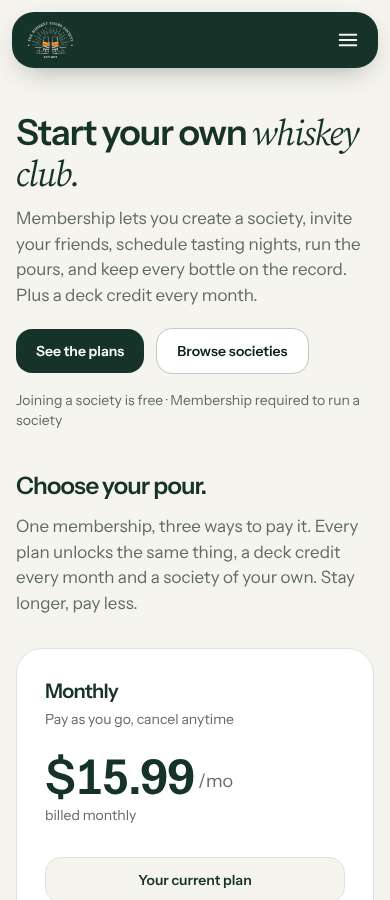 THE WHISKEY TOURS SOCIETY
Start your own whiskey
club.
Membership lets you create a society, invite
your friends, schedule tasting nights, run the
pours, and keep every bottle on the record.
Plus a deck credit every month.
See the plans
Browse societies
Joining a society is free · Membership required to run a
society
Choose your pour.
One membership, three ways to pay it. Every
plan unlocks the same thing, a deck credit
every month and a society of your own. Stay
longer, pay less.
Monthly
Pay as you go, cancel anytime
$15.99 /mo
billed monthly
Your current plan